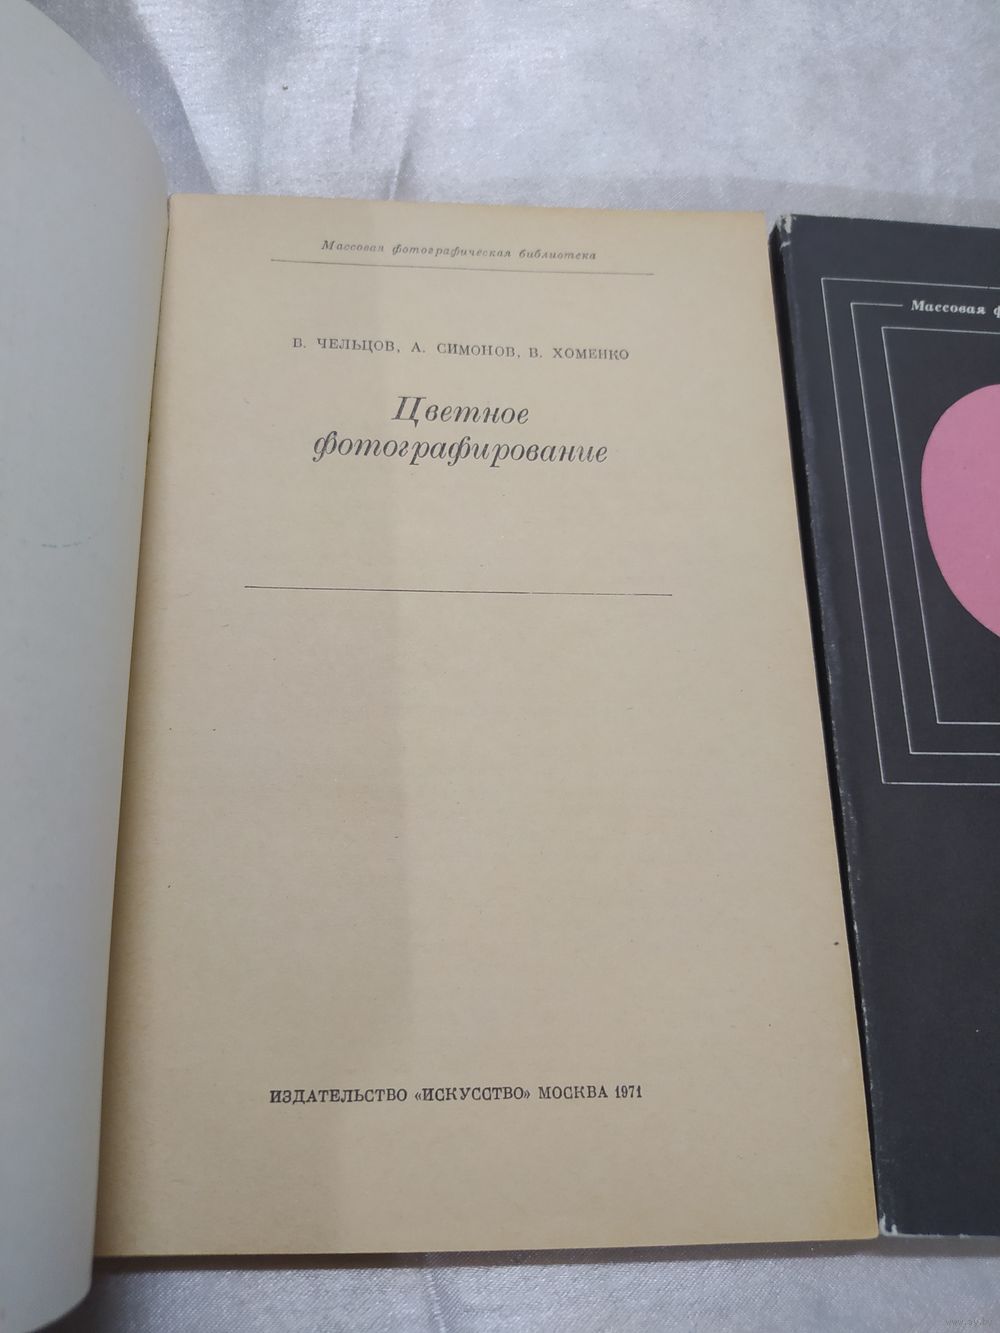 Массовая фотографическая библиотека
В. ЧЕЛЬЦОВ, А. СИМОНОВ, В. ХОМЕНКО
Цветное
фотографирование
ИЗДАТЕЛЬСТВО «ИСКУССТВО» МОСКВА 1971
Массовая ф